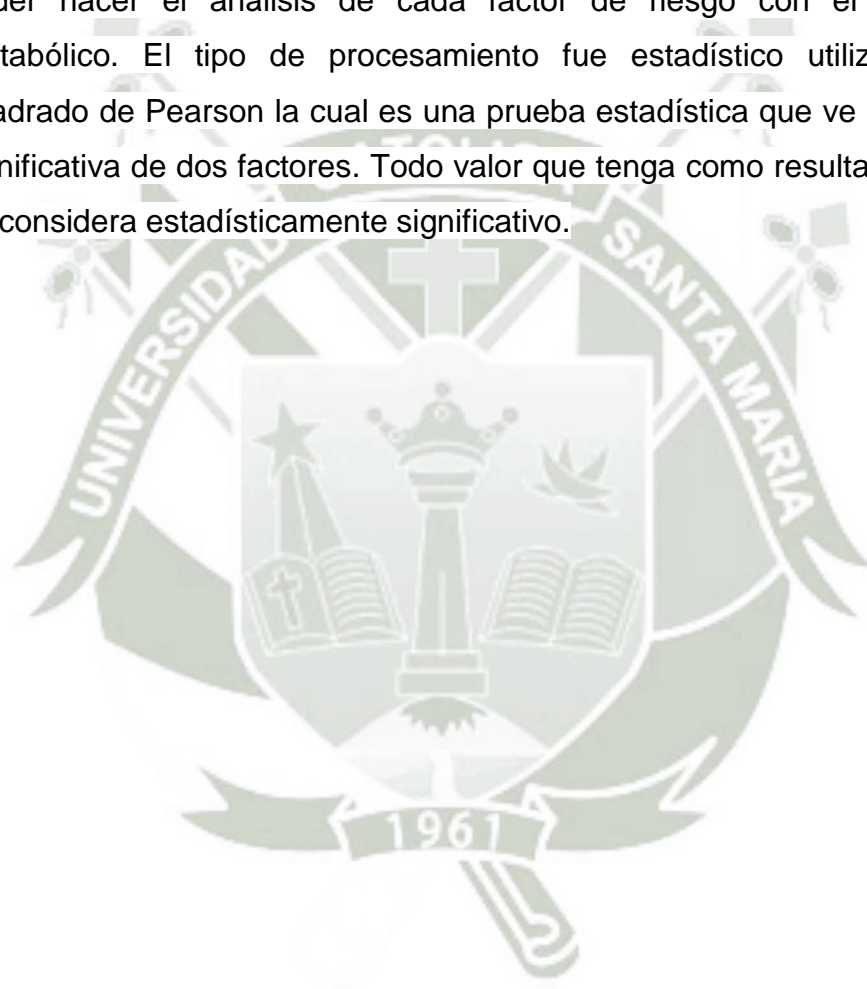 der hacer el análisis de cada factor de riesgo con el
tabólico. El tipo de procesamiento fue estadístico utiliz
adrado de Pearson la cual es una prueba estadística que ve
nificativa de dos factores. Todo valor que tenga como resulta
considera estadísticamente significativo.
UNIVERSIDAD CATOLICA SANTA MARIA
1961